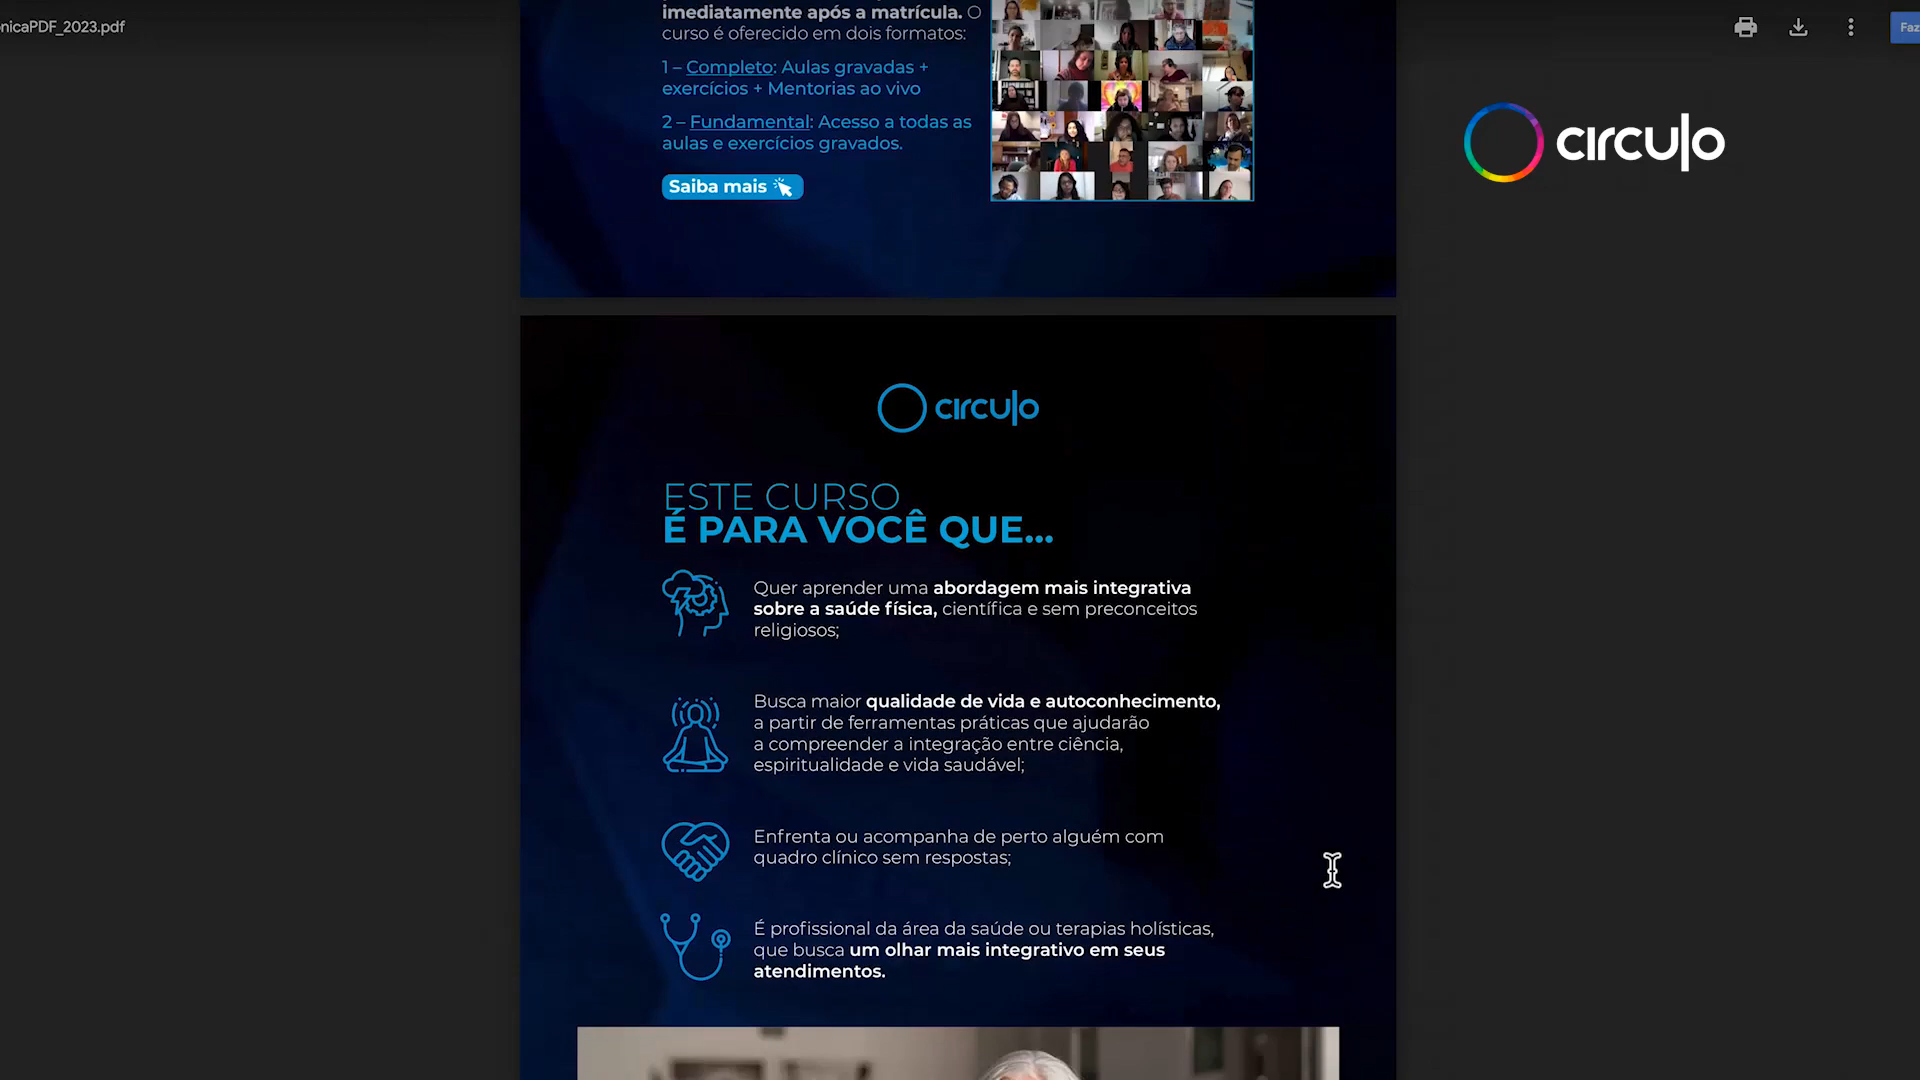 nicaPDF_2023.pdf
Faz
imediatamente após a matrícula. O
curso é oferecido em dois formatos:
1 – Completo: Aulas gravadas +
exercícios + Mentorias ao vivo
2 – Fundamental: Acesso a todas as
aulas e exercícios gravados.
Saiba mais
circulo
circulo
ESTE CURSO
É PARA VOCÊ QUE...
Quer aprender uma abordagem mais integrativa
sobre a saúde física, científica e sem preconceitos
religiosos;
Busca maior qualidade de vida e autoconhecimento,
a partir de ferramentas práticas que ajudarão
a compreender a integração entre ciência,
espiritualidade e vida saudável;
Enfrenta ou acompanha de perto alguém com
quadro clínico sem respostas;
É profissional da área da saúde ou terapias holísticas,
que busca um olhar mais integrativo em seus
atendimentos.